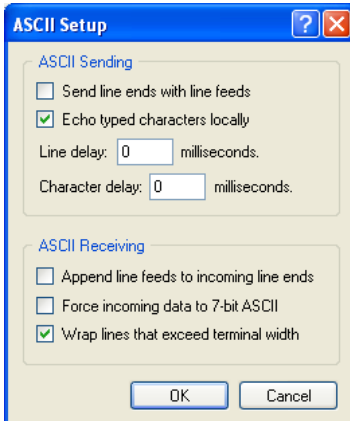 ASCII Setup
ASCII Sending
Send line ends with line feeds
Echo typed characters locally
Line delay: 0 milliseconds.
Character delay: 0 milliseconds.
ASCII Receiving
Append line feeds to incoming line ends
Force incoming data to 7-bit ASCII
Wrap lines that exceed terminal width
OK Cancel